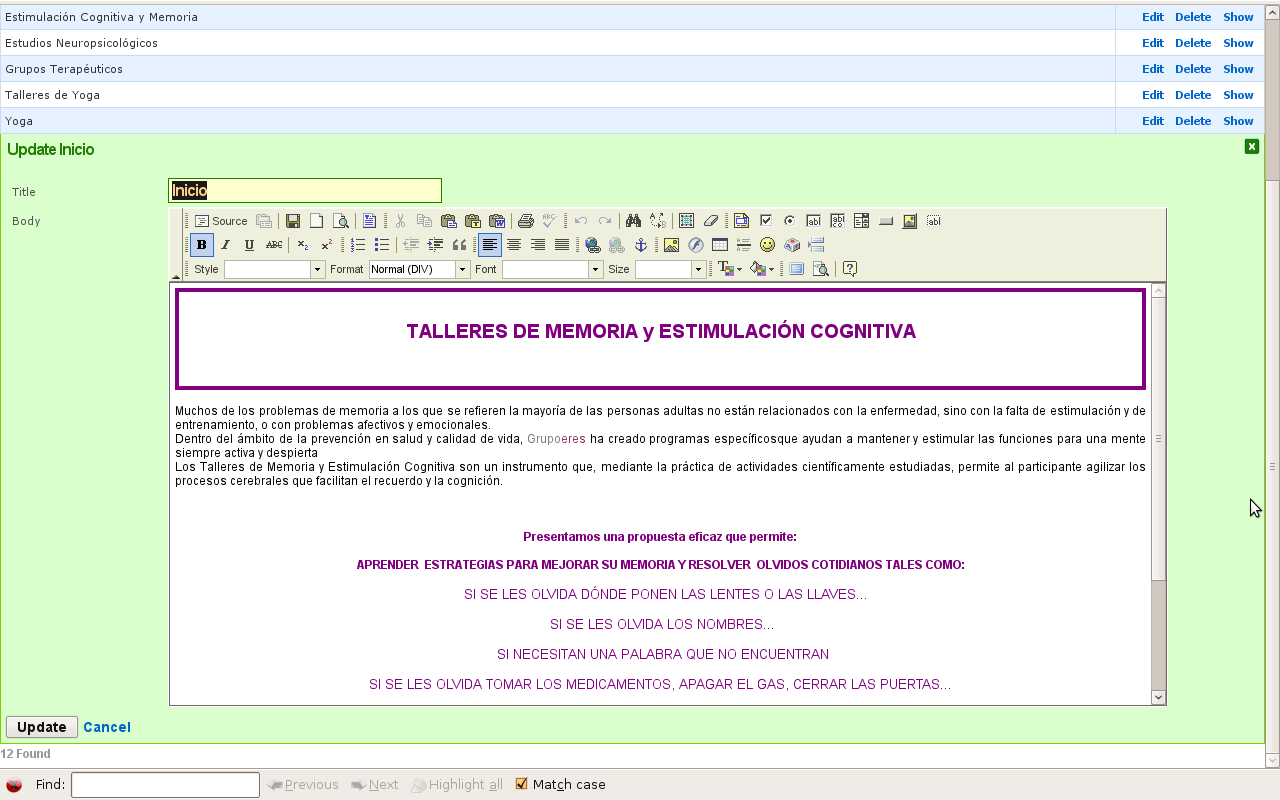 Estimulación Cognitiva y Memoria Edit Delete Show
Estudios Neuropsicológicos Edit Delete Show
Grupos Terapéuticos Edit Delete Show
Talleres de Yoga Edit Delete Show
Yoga Edit Delete Show
Update Inicio
Title Inicio
Body
Source
Style Format Normal (DIV) Font Size
TALLERES DE MEMORIA y ESTIMULACIÓN COGNITIVA
Muchos de los problemas de memoria a los que se refieren la mayoría de las personas adultas no están relacionados con la enfermedad, sino con la falta de estimulación y de
entrenamiento, o con problemas afectivos y emocionales.
Dentro del ámbito de la prevención en salud y calidad de vida, Grupoeres ha creado programas específicosque ayudan a mantener y estimular las funciones para una mente
siempre activa y despierta
Los Talleres de Memoria y Estimulación Cognitiva son un instrumento que, mediante la práctica de actividades científicamente estudiadas, permite al participante agilizar los
procesos cerebrales que facilitan el recuerdo y la cognición.
Presentamos una propuesta eficaz que permite:
APRENDER ESTRATEGIAS PARA MEJORAR SU MEMORIA Y RESOLVER OLVIDOS COTIDIANOS TALES COMO:
SI SE LES OLVIDA DÓNDE PONEN LAS LENTES O LAS LLAVES...
SI SE LES OLVIDA LOS NOMBRES...
SI NECESITAN UNA PALABRA QUE NO ENCUENTRAN
SI SE LES OLVIDA TOMAR LOS MEDICAMENTOS, APAGAR EL GAS, CERRAR LAS PUERTAS...
Update Cancel
12 Found
Find: Previous Next Highlight all Match case